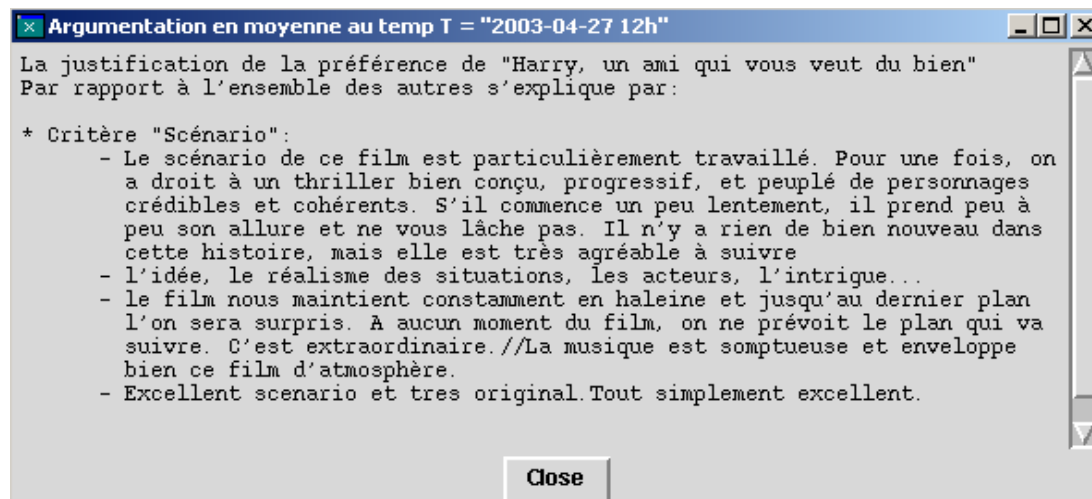 Argumentation en moyenne au temp T = "2003-04-27 12h"
La justification de la préférence de "Harry, un ami qui vous veut du bien"
Par rapport à l'ensemble des autres s'explique par:
* Critère "Scénario":
- Le scénario de ce film est particulièrement travaillé. Pour une fois, on
a droit à un thriller bien conçu, progressif, et peuplé de personnages
crédibles et cohérents. S'il commence un peu lentement, il prend peu à
peu son allure et ne vous lâche pas. Il n'y a rien de bien nouveau dans
cette histoire, mais elle est très agréable à suivre
- l'idée, le réalisme des situations, les acteurs, l'intrigue...
- le film nous maintient constamment en haleine et jusqu'au dernier plan
l'on sera surpris. A aucun moment du film, on ne prévoit le plan qui va
suivre. C'est extraordinaire.//La musique est somptueuse et enveloppe
bien ce film d'atmosphère.
- Excellent scenario et tres original.Tout simplement excellent.
Close